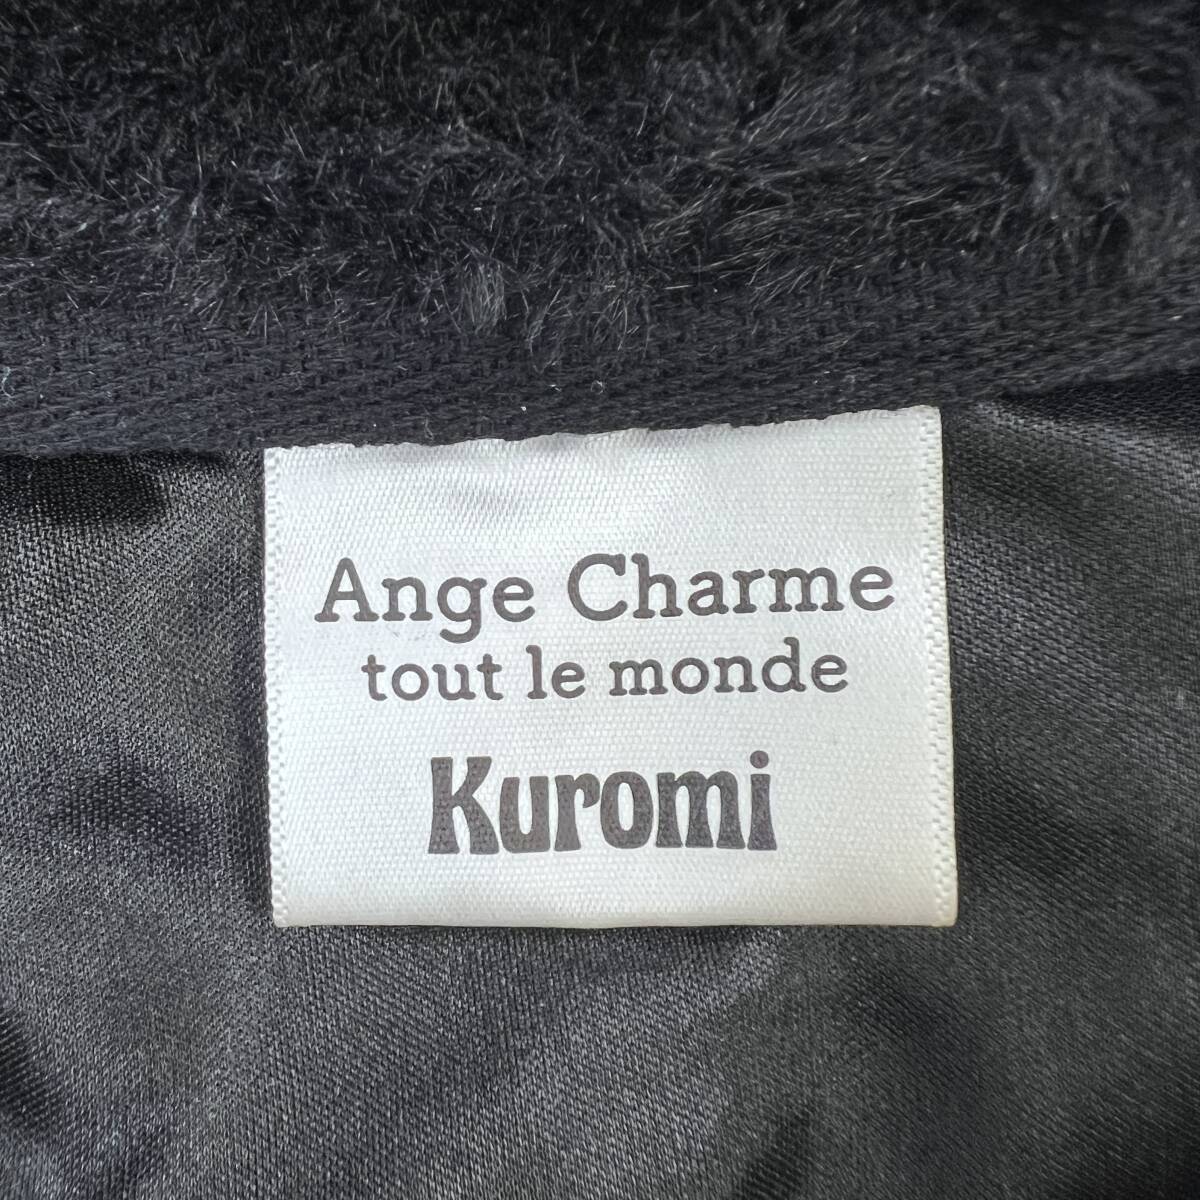 Ange Charme
tout le monde
Kuromi